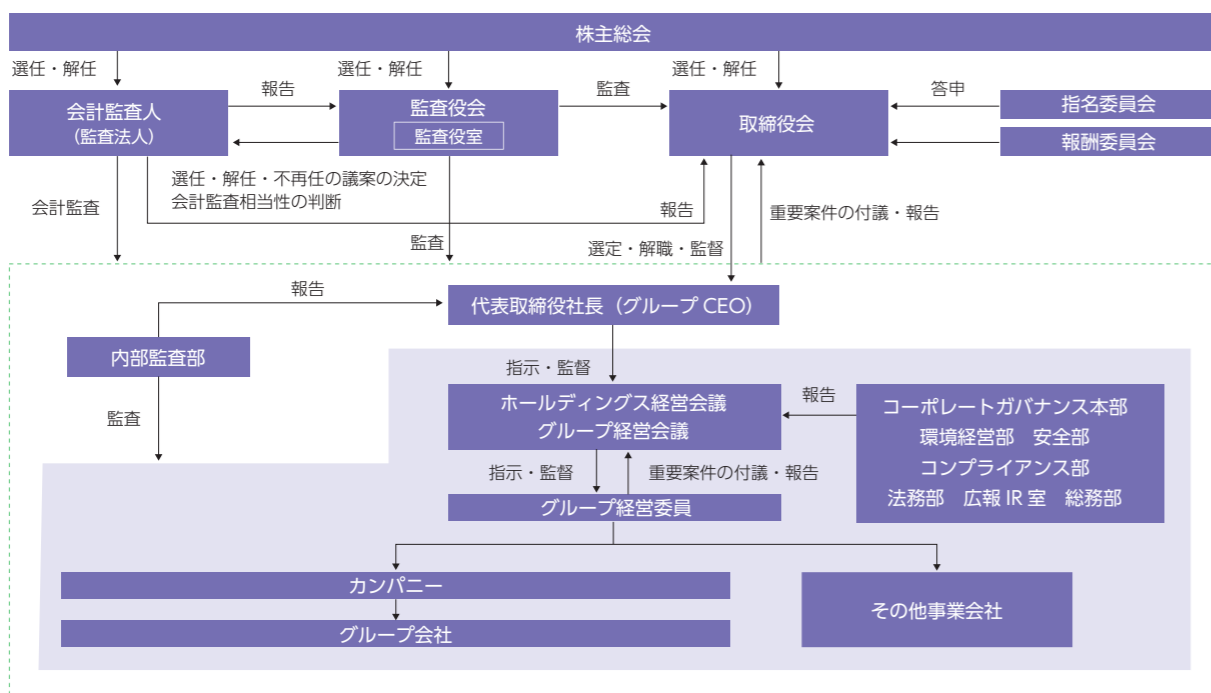 株主総会
選任・解任
選任・解任
選任・解任
会計監査人
（監査法人）
報告
監査役会
監査役室
監査
取締役会
答申
指名委員会
報酬委員会
選任・解任・不再任の議案の決定
会計監査相当性の判断
会計監査
監査
報告
重要案件の付議・報告
選定・解職・監督
報告
代表取締役社長（グループ CEO）
内部監査部
監査
指示・監督
ホールディングス経営会議
グループ経営会議
報告
コーポレートガバナンス本部
環境経営部　安全部
コンプライアンス部
法務部　広報 IR 室　総務部
指示・監督
重要案件の付議・報告
グループ経営委員
カンパニー
グループ会社
その他事業会社